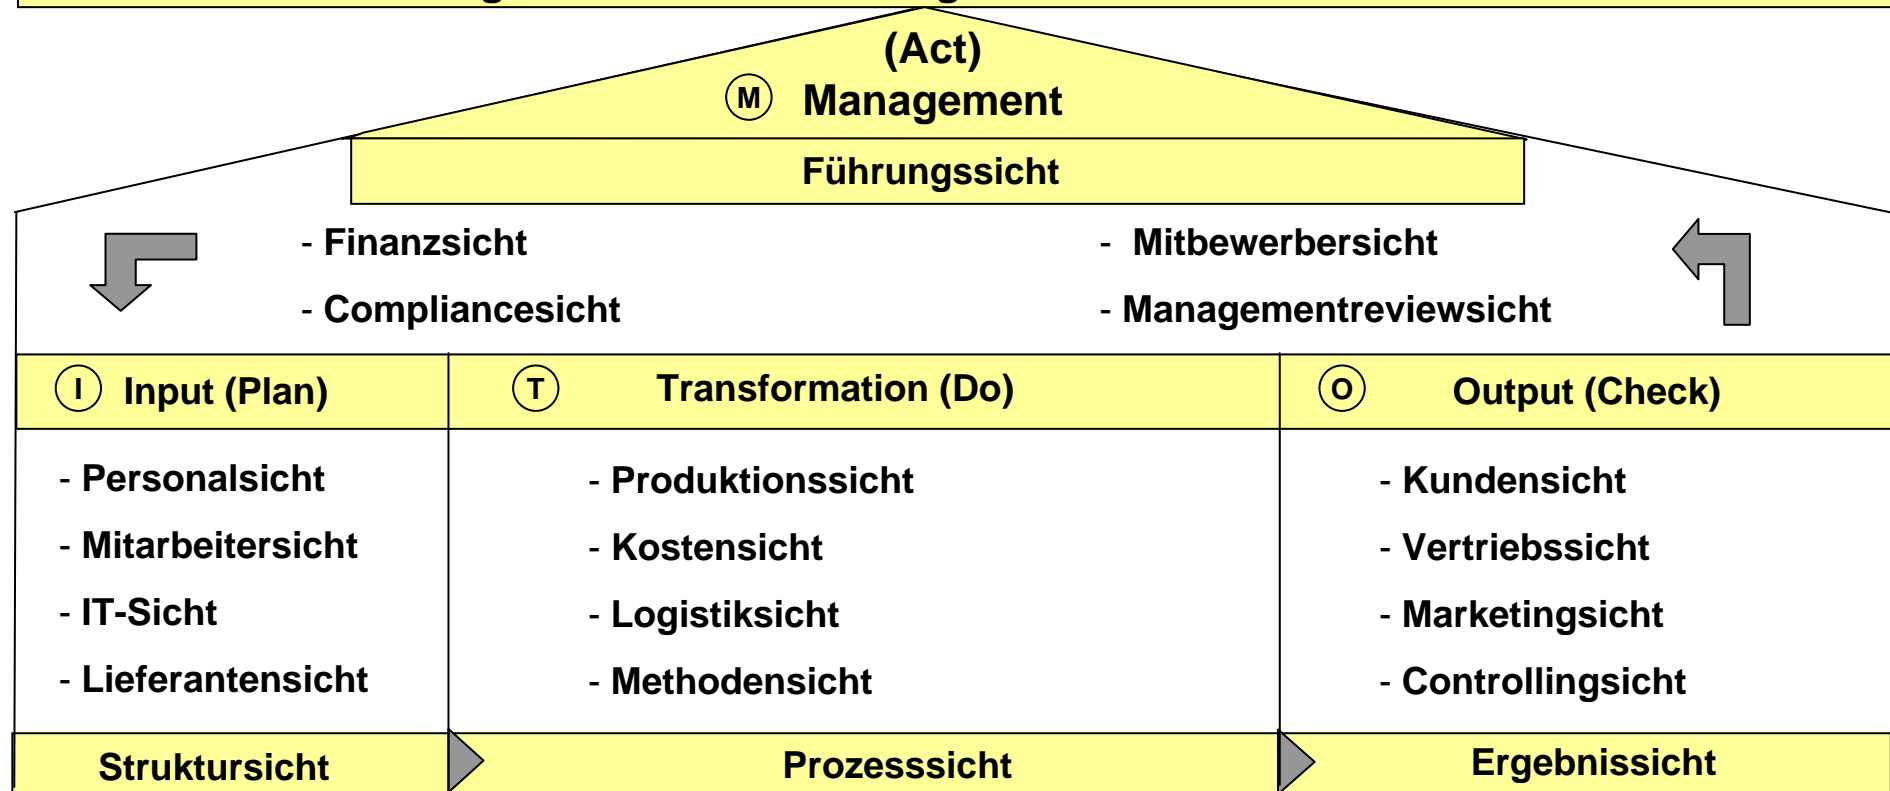 (Act)
M Management
Führungssicht
- Finanzsicht
- Mitbewerbersicht
- Compliancesicht
- Managementreviewsicht
I Input (Plan)
T Transformation (Do)
O Output (Check)
- Personalsicht
- Mitarbeitersicht
- IT-Sicht
- Lieferantensicht
- Produktionssicht
- Kostensicht
- Logistiksicht
- Methodensicht
- Kundensicht
- Vertriebssicht
- Marketingsicht
- Controllingsicht
Struktursicht
Prozesssicht
Ergebnissicht